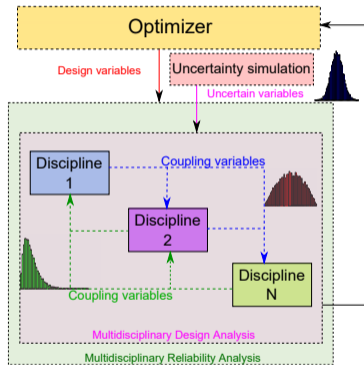 Optimizer
Design variables
Uncertainty simulation
Uncertain variables
Discipline
1
Coupling variables
Discipline
2
Discipline
N
Coupling variables
Multidisciplinary Design Analysis
Multidisciplinary Reliability Analysis